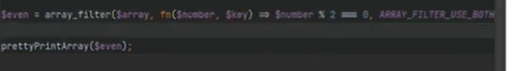 $even = array_filter($array, fn($number, $key) => $number % 2 === 0, ARRAY_FILTER_USE_BOTH
prettyPrintArray($even);